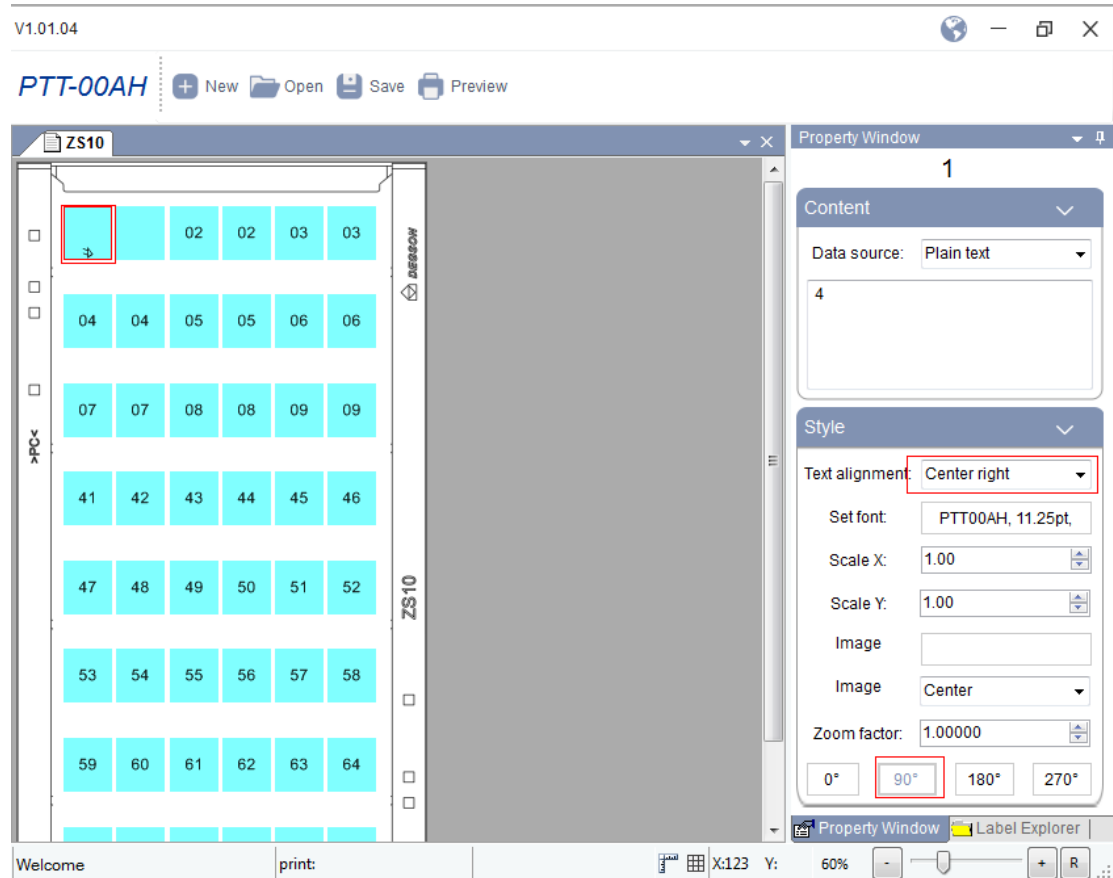 V1.01.04
PTT-00AH New Open Save Preview
ZS10
Property Window
1
Content
Data source: Plain text
4
Style
Text alignment: Center right
Set font: PTT00AH, 11.25pt,
Scale X: 1.00
Scale Y: 1.00
Image
Image Center
Zoom factor: 1.00000
0° 90° 180° 270°
Property Window Label Explorer
4 02 02 03 03
04 04 05 05 06 06
07 07 08 08 09 09
41 42 43 44 45 46
47 48 49 50 51 52
53 54 55 56 57 58
59 60 61 62 63 64
>PC<
DEGSON
ZS10
Welcome print: X:123 Y: 60% - + R